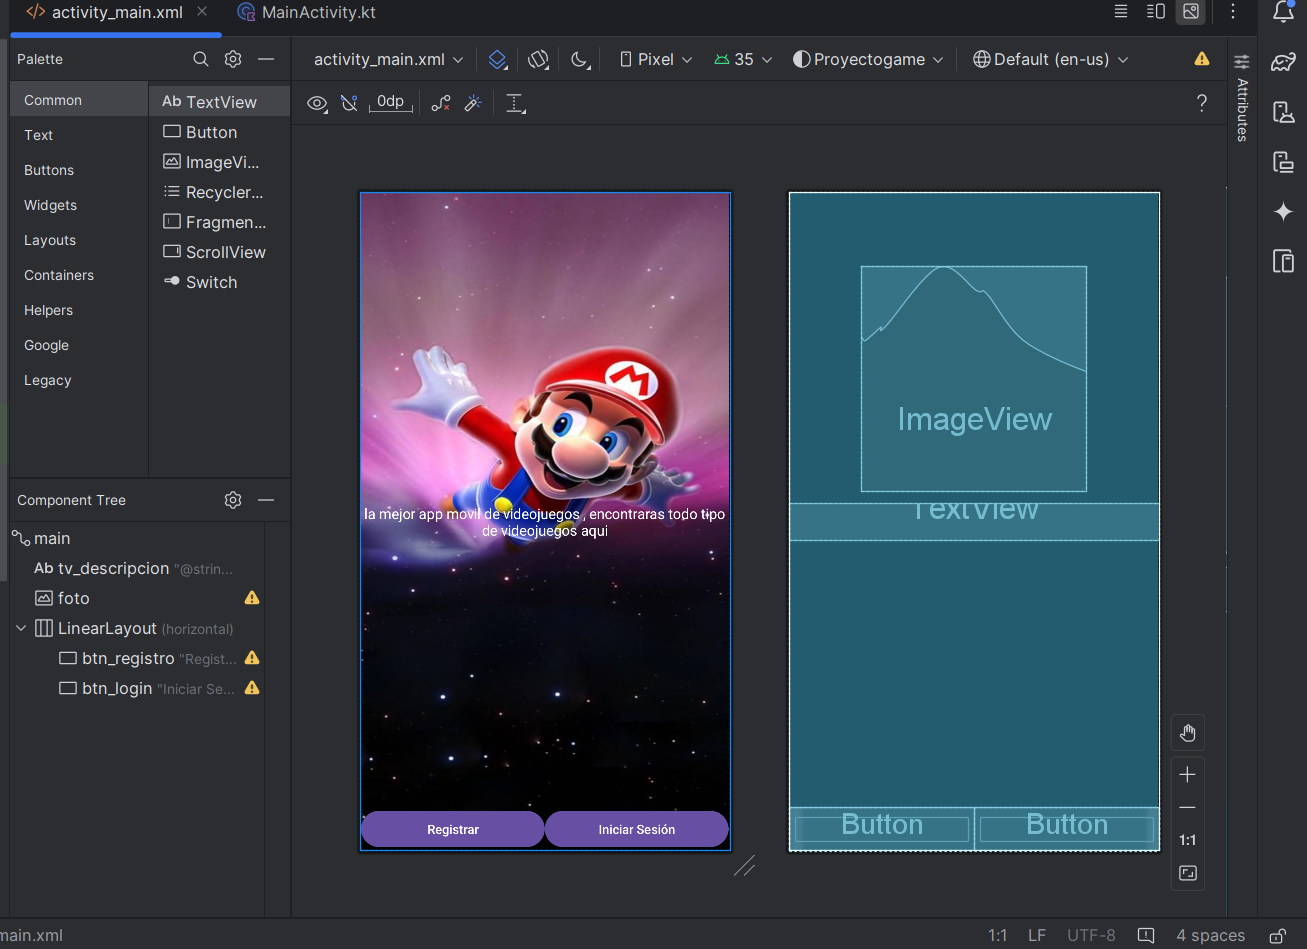 activity_main.xml
MainActivity.kt
Palette
activity_main.xml
Pixel
35
Proyectogame
Default (en-us)
0dp
?
Attributes
Common
Text
Buttons
Widgets
Layouts
Containers
Helpers
Google
Legacy
Ab TextView
Button
ImageVi...
Recycler...
Fragmen...
ScrollView
Switch
M
la mejor app movil de videojuegos , encontraras todo tipo
de videojuegos aqui
Registrar
Iniciar Sesión
ImageView
TextView
Button
Button
1:1
Component Tree
main
Ab tv_descripcion "@strin...
foto
LinearLayout (horizontal)
btn_registro "Regist...
btn_login "Iniciar Se...
main.xml
1:1
LF
UTF-8
4 spaces